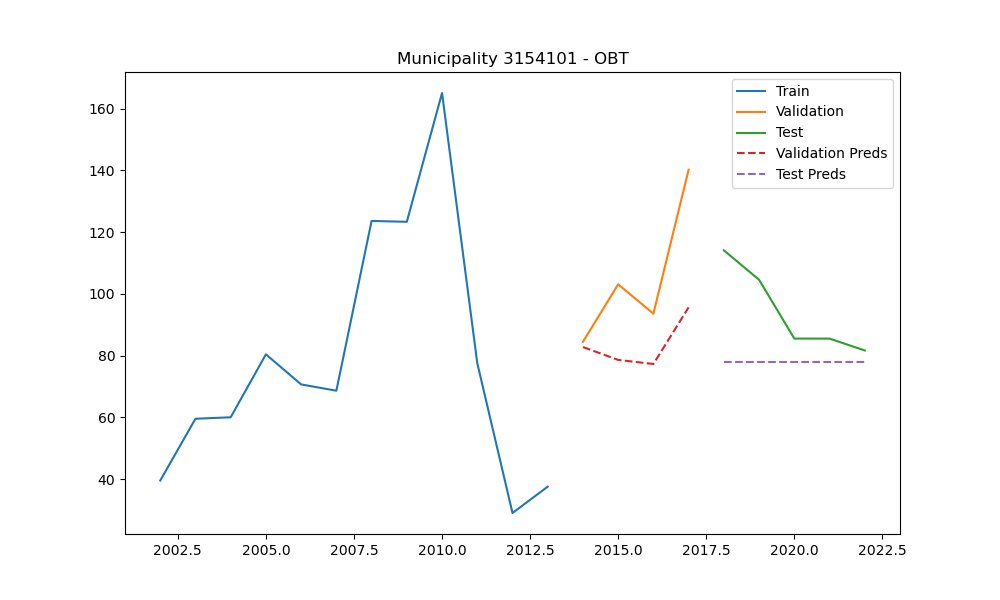 Municipality 3154101 - OBT
Train
Validation
Test
Validation Preds
Test Preds
160
140
120
100
80
60
40
2002.5 2005.0 2007.5 2010.0 2012.5 2015.0 2017.5 2020.0 2022.5